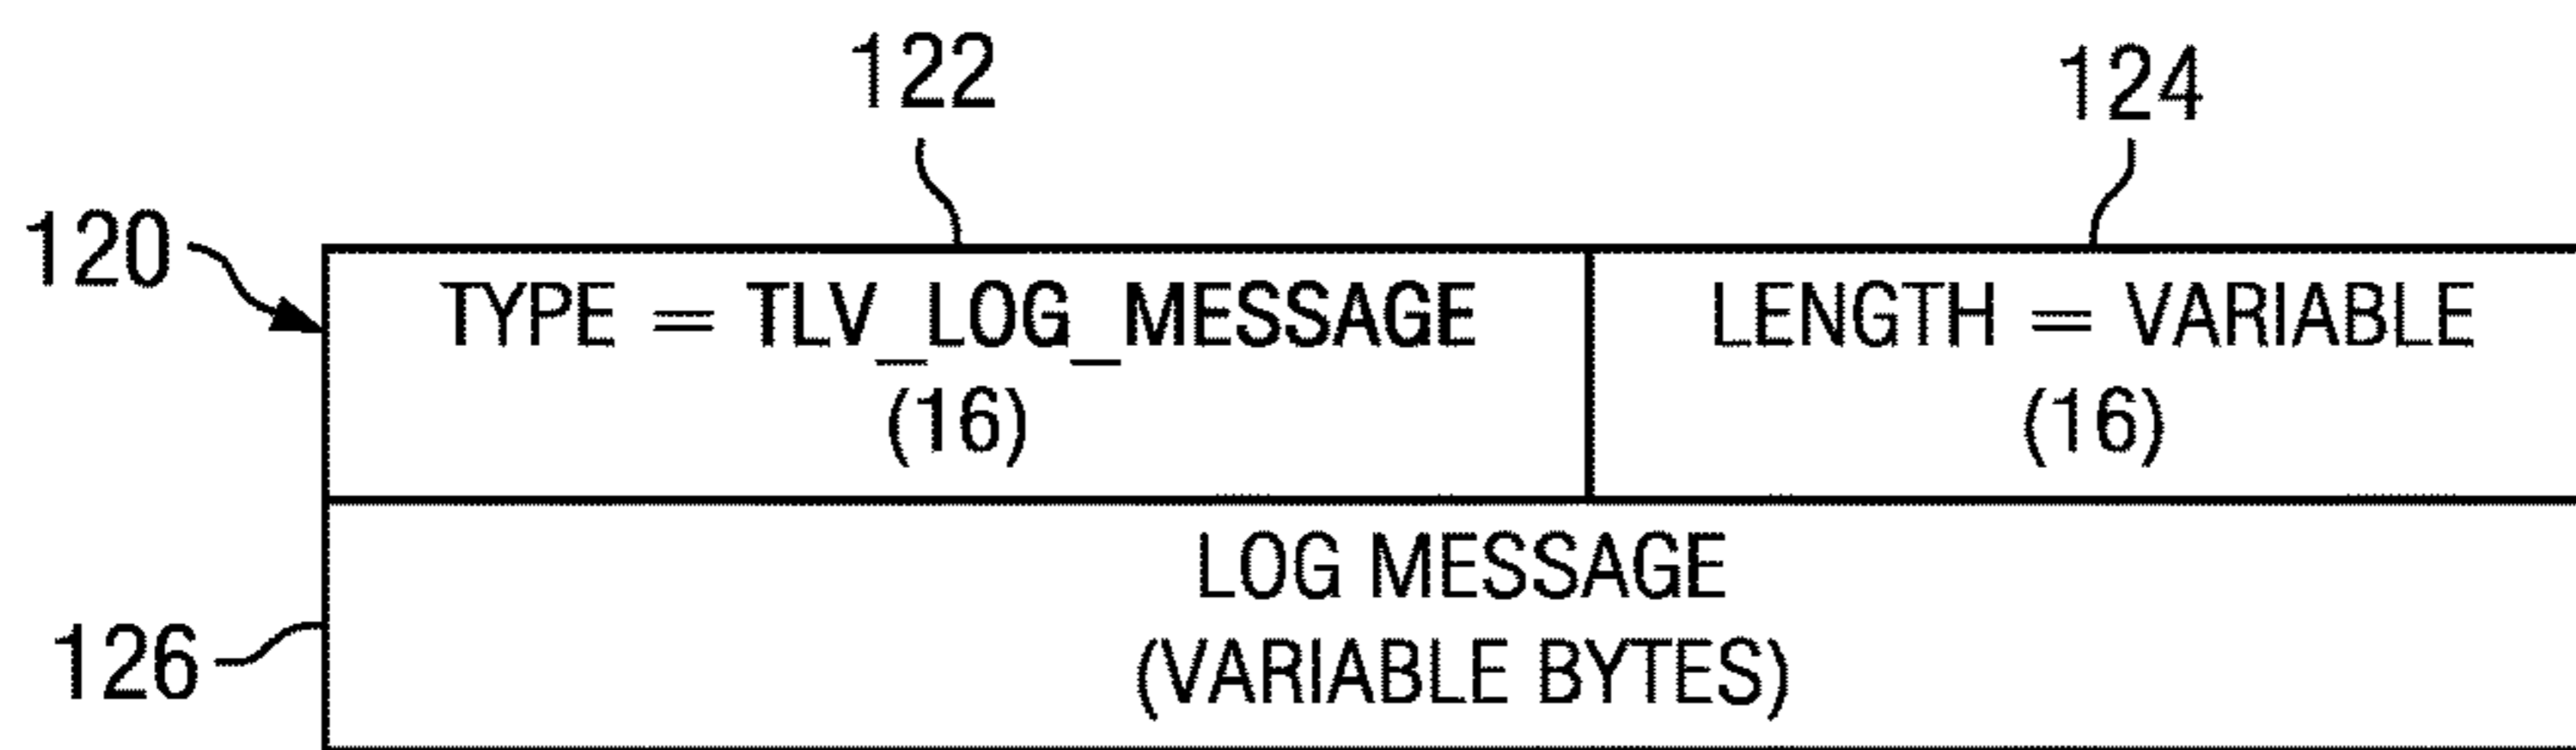 122
124
120
TYPE = TLV_LOG_MESSAGE
(16)
LENGTH = VARIABLE
(16)
126
LOG MESSAGE
(VARIABLE BYTES)